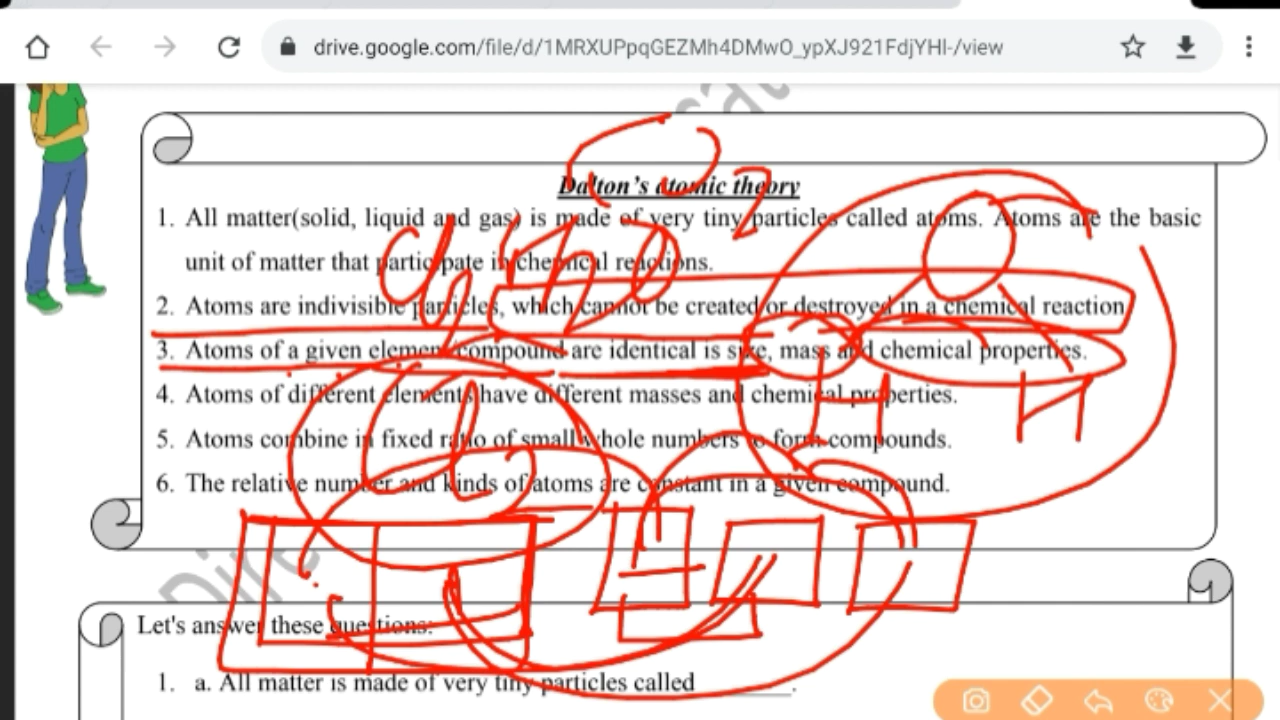 drive.google.com/file/d/1MRXUPpqGEZMh4DMwO_ypXJ921FdjYHI-/view
Dalton's atomic theory
1. All matter(solid, liquid and gas) is made of very tiny particles called atoms. Atoms are the basic
unit of matter that participate in chemical reactions.
2. Atoms are indivisible particles, which cannot be created or destroyed in a chemical reaction
3. Atoms of a given element/compound are identical is size, mass and chemical properties.
4. Atoms of different elements have different masses and chemical properties.
5. Atoms combine in fixed ratio of small whole numbers to form compounds.
6. The relative number and kinds of atoms are constant in a given compound.
Let's answer these questions:
1. a. All matter is made of very tiny particles called ________.